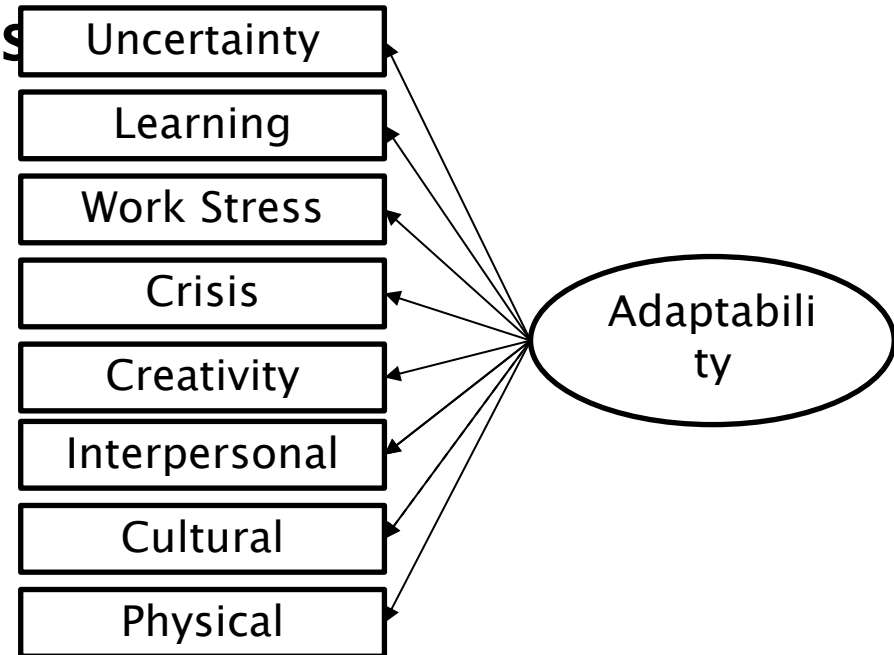 Uncertainty
Learning
Work Stress
Crisis
Creativity
Interpersonal
Cultural
Physical
Adaptabili
ty